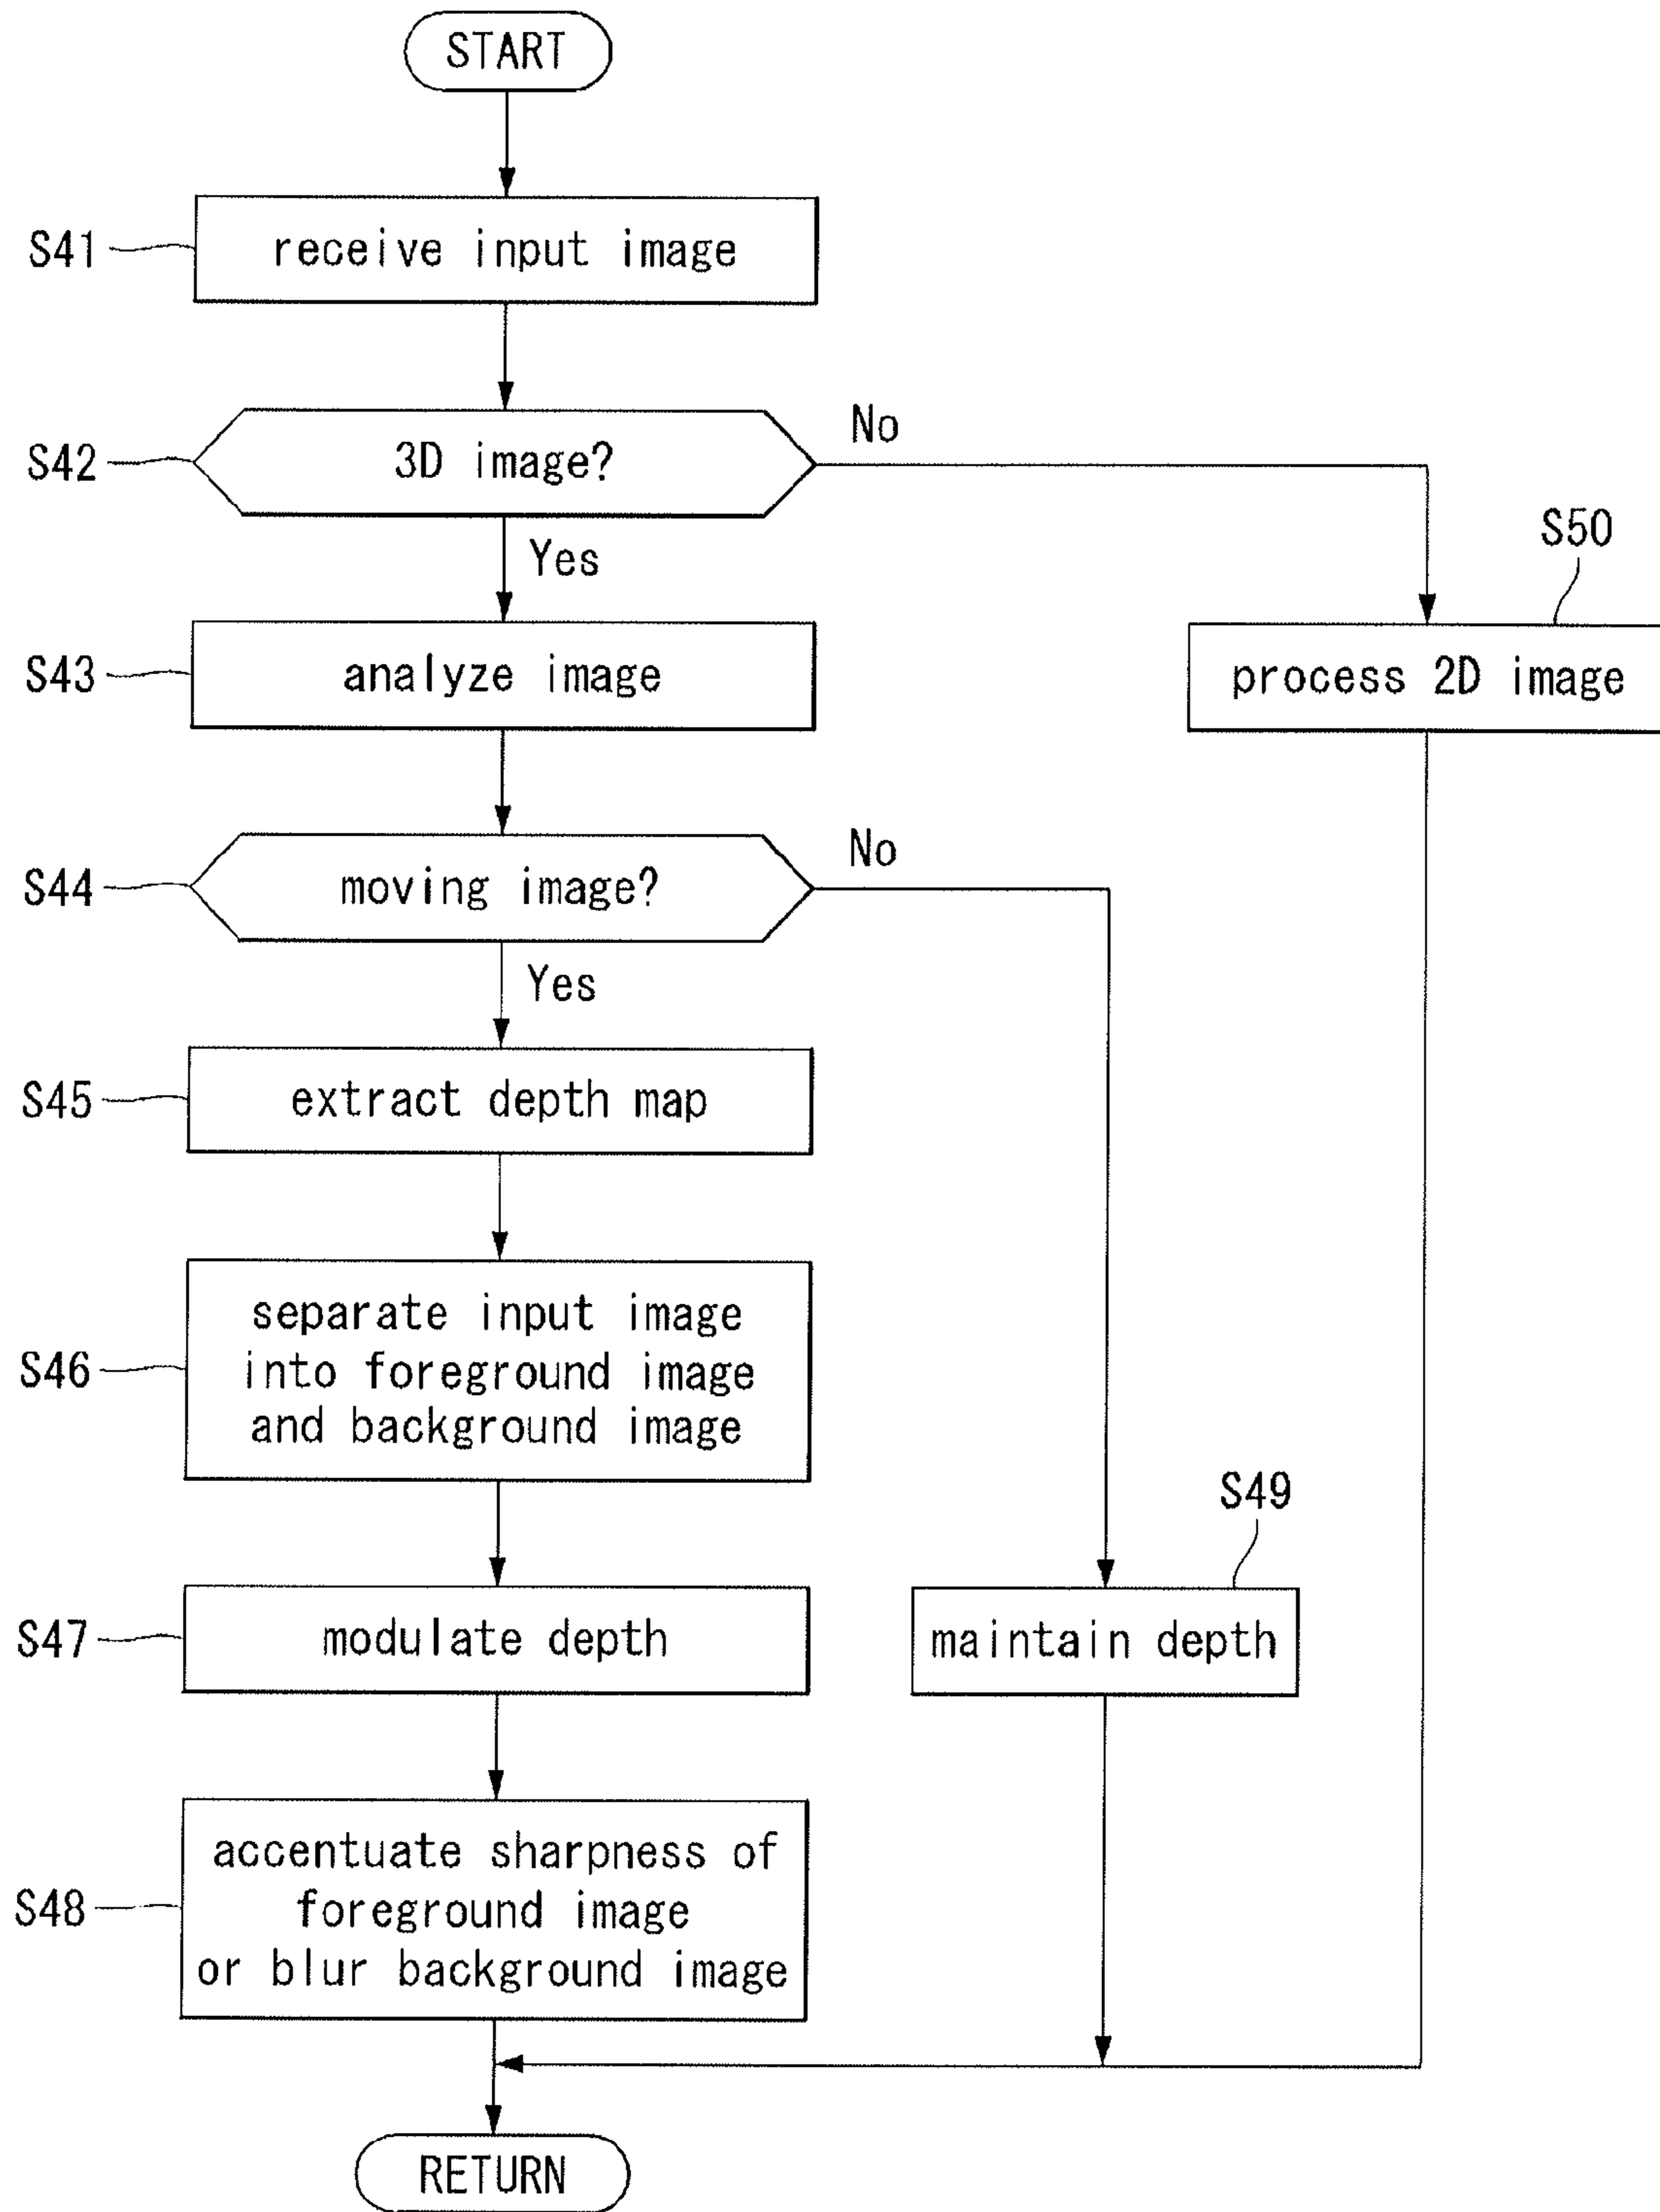 START
S41
receive input image
S42
3D image?
No
Yes
S50
S43
analyze image
process 2D image
S44
moving image?
No
Yes
S45
extract depth map
S46
separate input image
into foreground image
and background image
S49
S47
modulate depth
maintain depth
S48
accentuate sharpness of
foreground image
or blur background image
RETURN